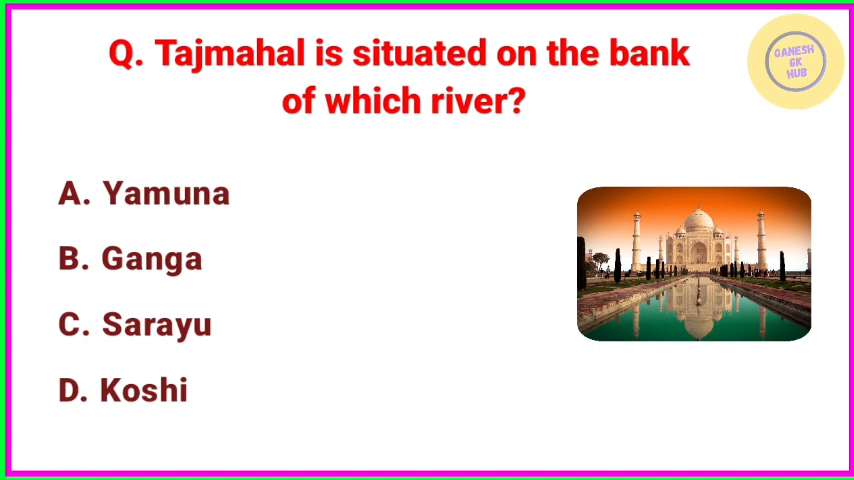 Q. Tajmahal is situated on the bank
of which river?
GANESH
GK
HUB
A. Yamuna
B. Ganga
C. Sarayu
D. Koshi